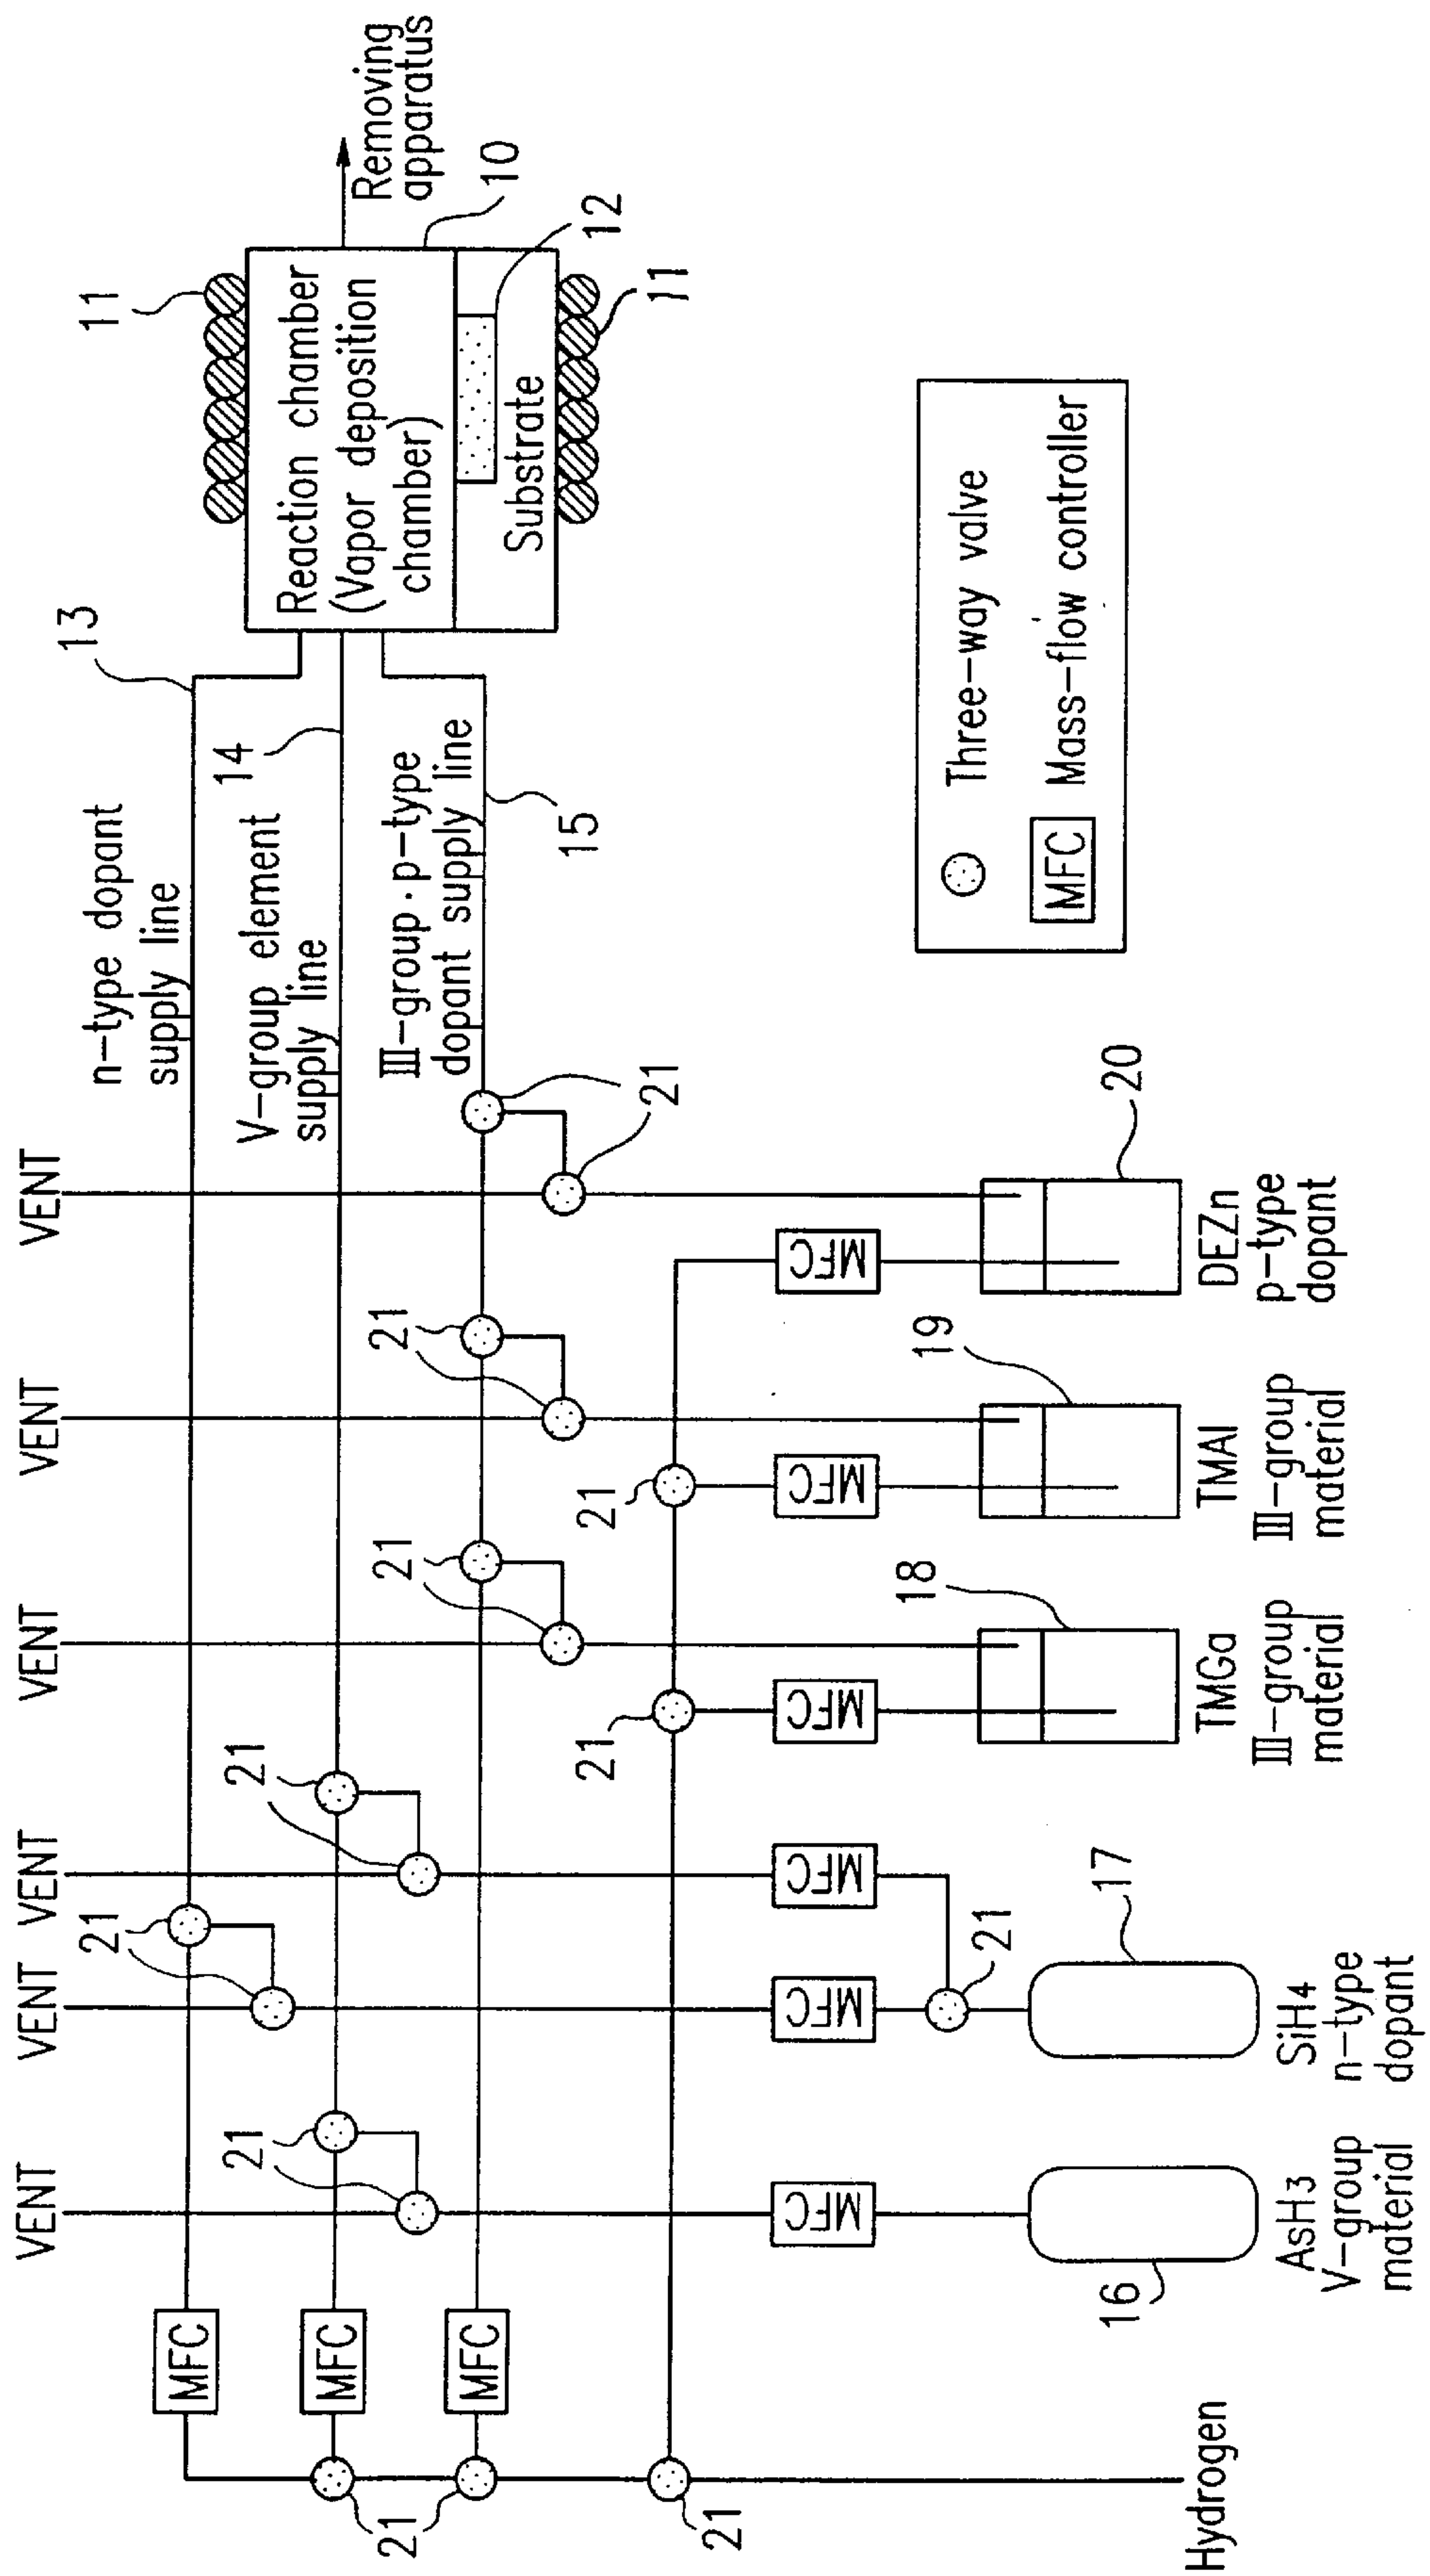 VENT
VENT
VENT
VENT
VENT
VENT
n-type dopant
supply line
13
11
V-group element
supply line
14
III-group·p-type
dopant supply line
15
Reaction chamber
(Vapor deposition
chamber)
Substrate
Removing
apparatus
10
12
11
MFC
MFC
MFC
21
21
21
21
21
21
21
21
21
21
21
21
MFC
MFC
MFC
MFC
MFC
MFC
16
17
18
19
20
AsH3
V-group
material
SiH4
n-type
dopant
TMGa
III-group
material
TMAl
III-group
material
DEZn
p-type
dopant
Hydrogen
Three-way valve
MFC
Mass-flow controller